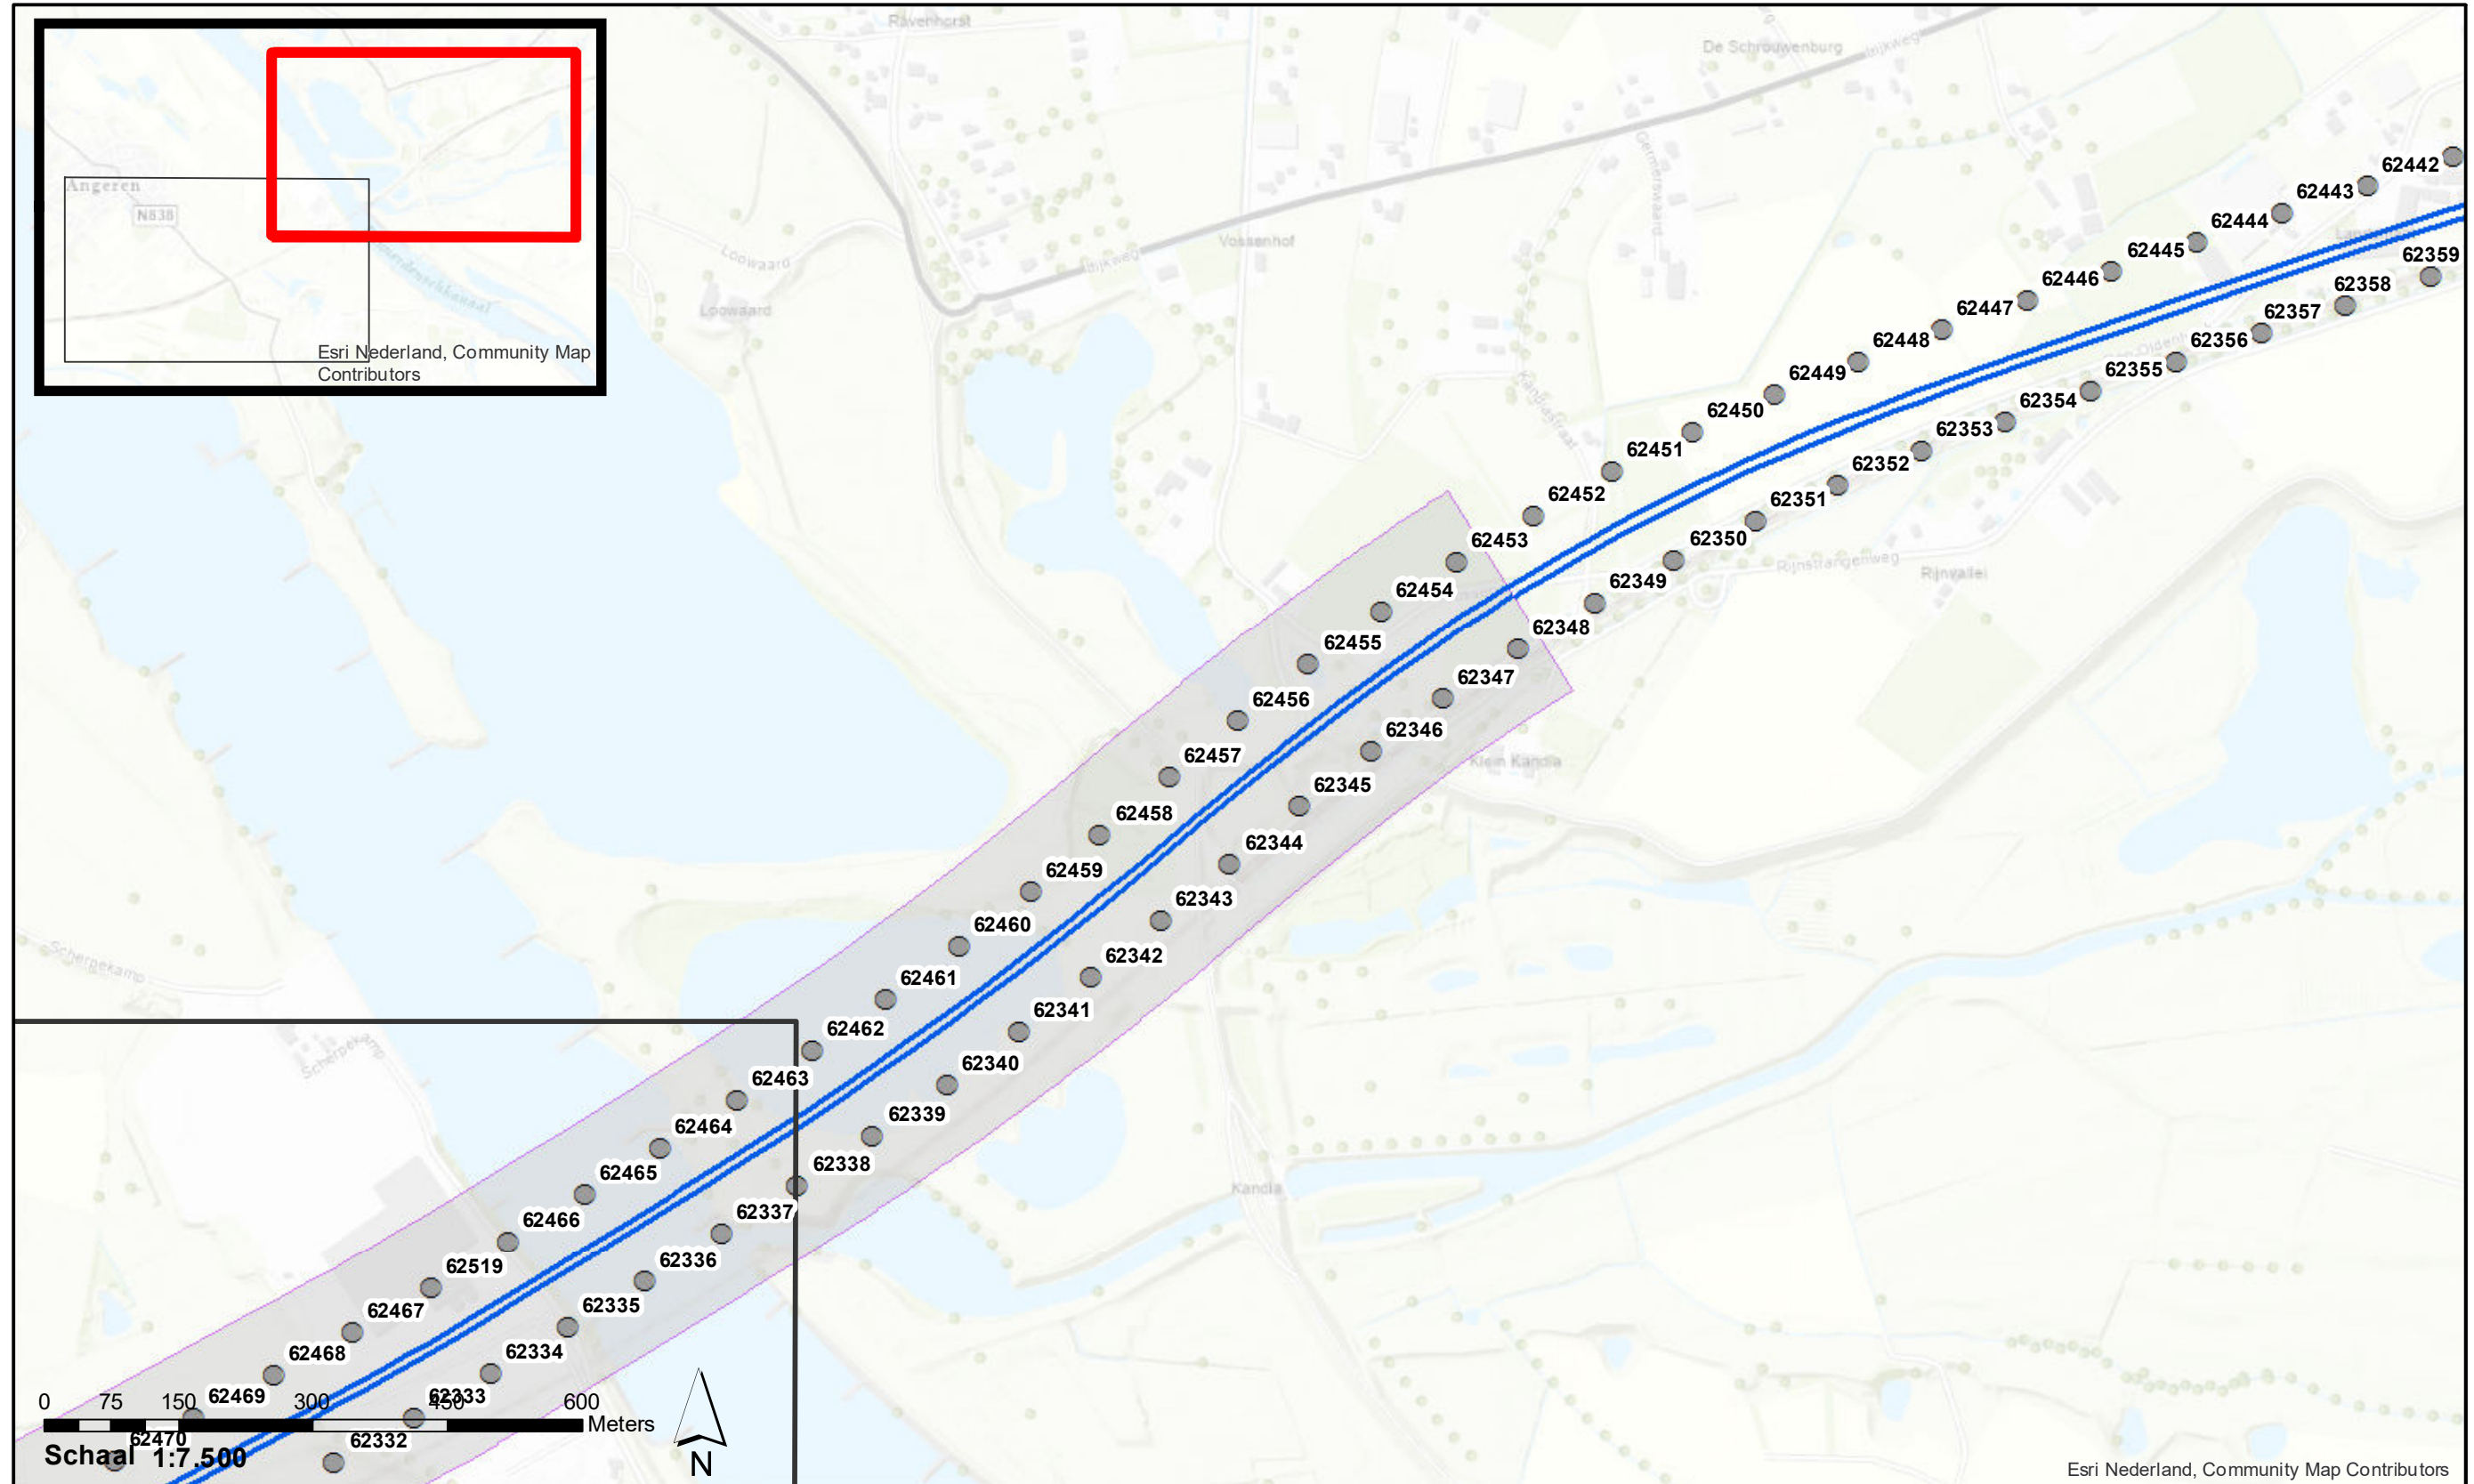 Ravenhorst
De Schrouwenburg
Dijkweg
Angeren
N838
Esri Nederland, Community Map
Contributors
Loowaard
Loowaard
Vossenhof
Dijkweg
Germerswaard
Kandiastraat
62442
62443
62444
62445
62446
62447
62448
62449
62450
62451
62452
62453
62454
62455
62456
62457
62458
62459
62460
62461
62462
62463
62464
62465
62466
62519
62467
62468
62469
62470
62359
62358
62357
62356
62355
62354
62353
62352
62351
62350
62349
62348
62347
62346
62345
62344
62343
62342
62341
62340
62339
62338
62337
62336
62335
62334
62333
62332
Rijnstrangenweg
Rijnvallei
Klein Kandia
Kandia
Scherpekamp
Scherpekamp
0 75 150 300 450 600
Meters
Schaal 1:7.500
N
Esri Nederland, Community Map Contributors